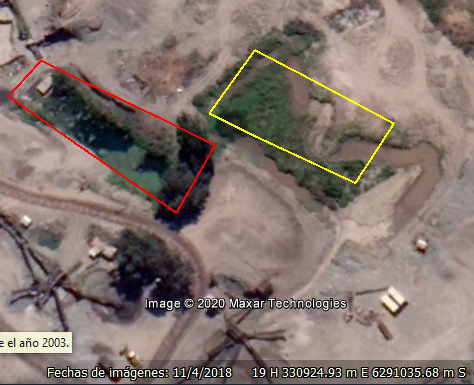 Image © 2020 Maxar Technologies
e el año 2003.
Fechas de imágenes: 11/4/2018 19 H 330924.93 m E 6291035.68 m S